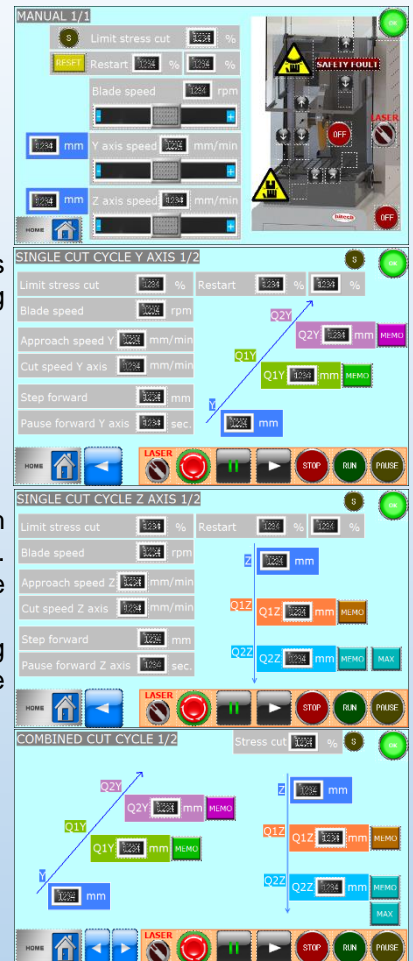 MANUAL 1/1
S Limit stress cut 1234 % OK
RESET Restart 1234 % 1234 % SAFETY FOULT
Blade speed 1234 rpm
LASER
OFF
1234 mm Y axis speed 1234 mm/min
1234 mm Z axis speed 1234 mm/min
HOME OFF
s
SINGLE CUT CYCLE Y AXIS 1/2 S OK
g
Limit stress cut 1234 % Restart 1234 % 1234 %
Blade speed 1234 rpm
Q2Y
Q2Y 1234 mm MEMO
Approach speed Y 1234 mm/min
Q1Y
Cut speed Y axis 1234 mm/min
Q1Y 1234 mm MEMO
Step forward 1234 mm
Y
Pause forward Y axis 1234 sec.
1234 mm
LASER
HOME STOP RUN PAUSE
SINGLE CUT CYCLE Z AXIS 1/2 S OK
n
Limit stress cut 1234 % Restart 1234 % 1234 %
.
Blade speed 1234 rpm
e
Z 1234 mm
Approach speed Z 1234 mm/min
Cut speed Z axis 1234 mm/min
Q1Z Q1Z 1234 mm MEMO
Step forward 1234 mm
g
Q2Z Q2Z 1234 mm MEMO MAX
Pause forward Z axis 1234 sec.
e
LASER
HOME STOP RUN PAUSE
COMBINED CUT CYCLE 1/2 Stress cut 1234 % S OK
Q2Y
Q2Y 1234 mm MEMO
Z 1234 mm
Q1Y
Q1Y 1234 mm MEMO
Q1Z Q1Z 1234 mm MEMO
Y
1234 mm
Q2Z Q2Z 1234 mm MEMO
MAX
LASER
HOME STOP RUN PAUSE